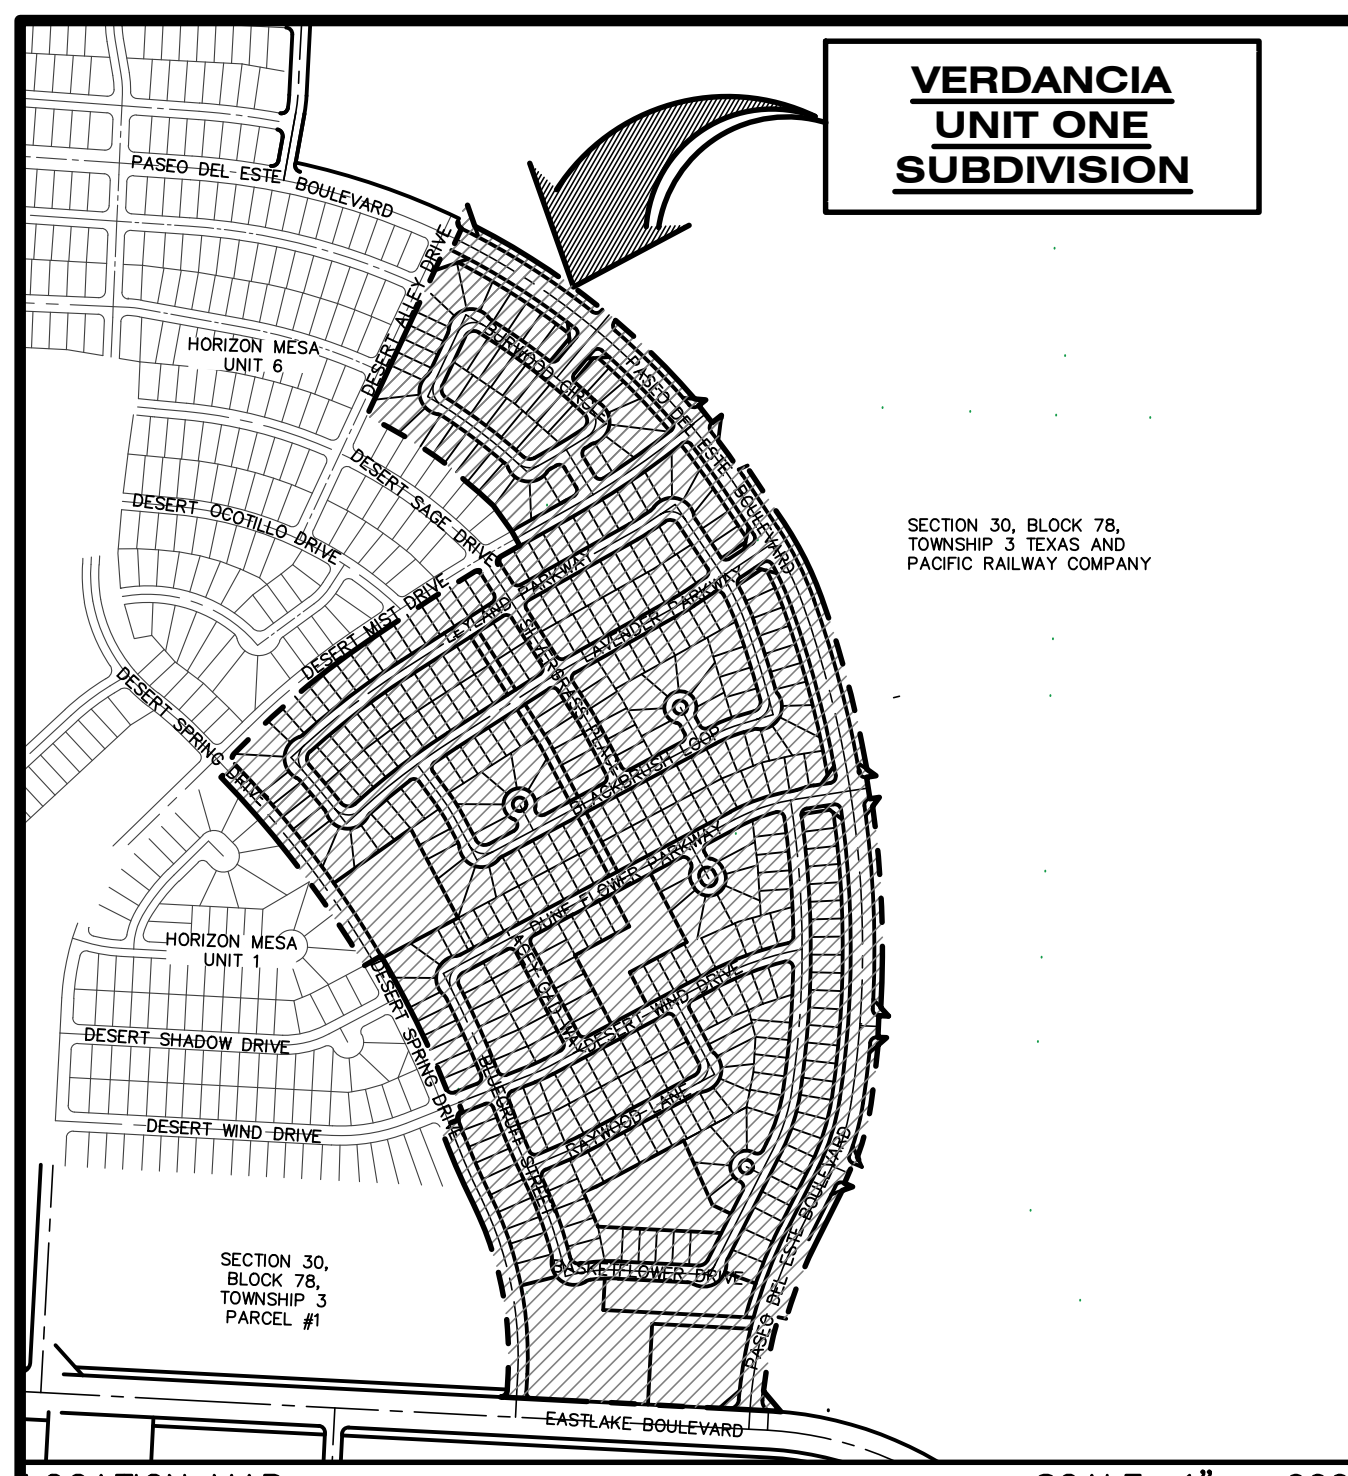 VERDANCIA
UNIT ONE
SUBDIVISION
PASEO DEL ESTE BOULEVARD
DESERT ALLEY DRIVE
BURWOOD CIRCLE
HORIZON MESA
UNIT 6
PASEO DEL ESTE BOULEVARD
DESERT SAGE DRIVE
DESERT OCOTILLO DRIVE
SECTION 30, BLOCK 78,
TOWNSHIP 3 TEXAS AND
PACIFIC RAILWAY COMPANY
DESERT MIST DRIVE
LEYLAND PARKWAY
LAVENDER PARKWAY
SILVERGRASS PLACE
DESERT SPRING DRIVE
BLACKBRUSH LOOP
DUNE FLOWER PARKWAY
HORIZON MESA
UNIT 1
DESERT SPRING DRIVE
DESERT WIND DRIVE
DESERT SHADOW DRIVE
DESERT WIND DRIVE
STREET
RAYWOOD LANE
PASEO DEL ESTE BOULEVARD
BASKETFLOWER DRIVE
SECTION 30,
BLOCK 78,
TOWNSHIP 3
PARCEL #1
EASTLAKE BOULEVARD